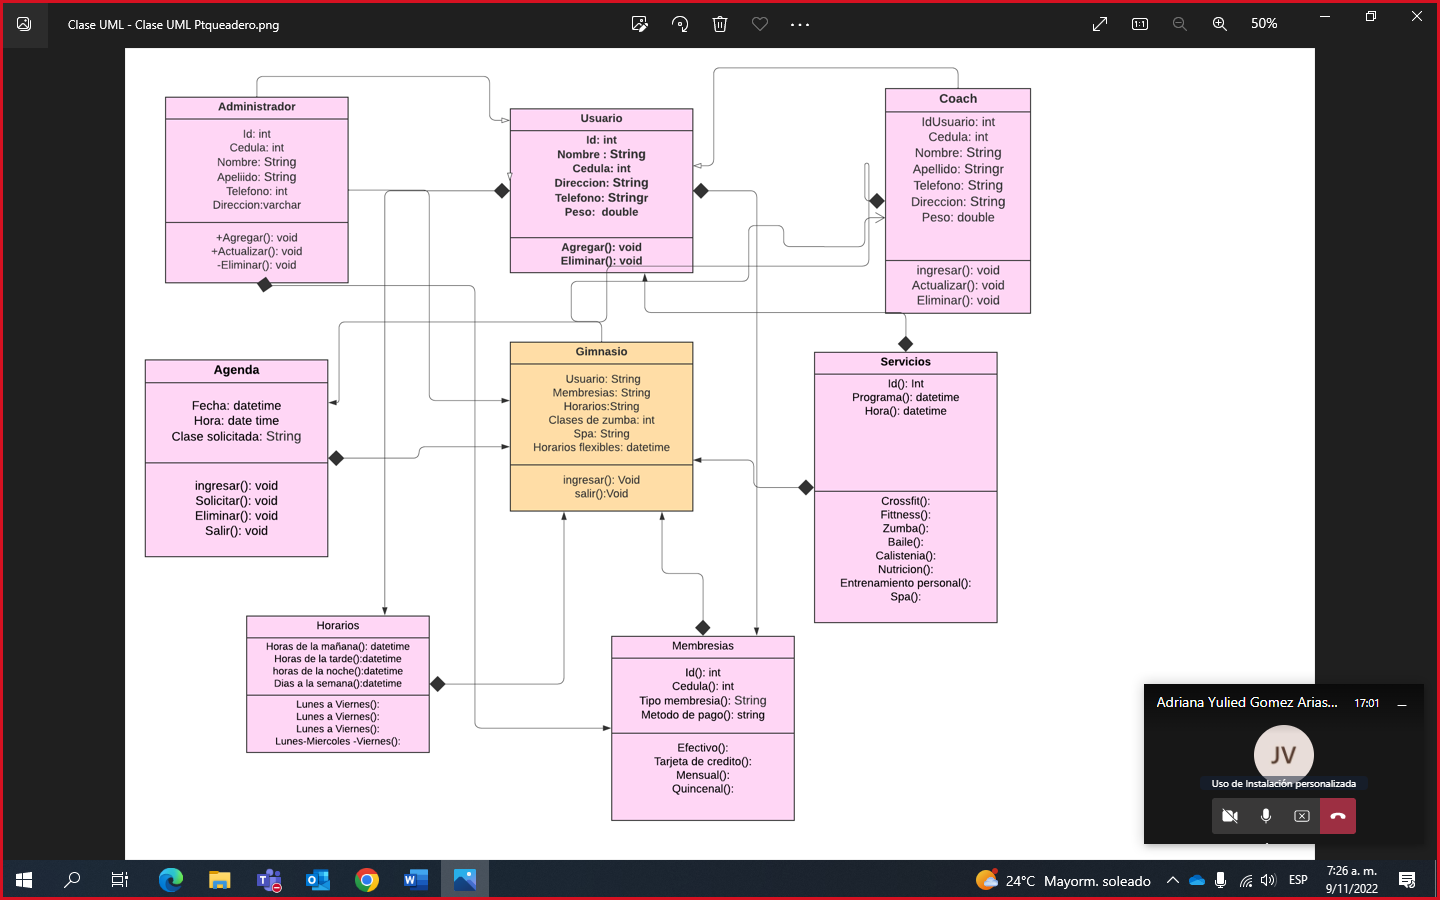 Clase UML - Clase UML Ptqueadero.png
50%
Administrador
Id: int
Cedula: int
Nombre: String
Apeliido: String
Telefono: int
Direccion:varchar
+Agregar(): void
+Actualizar(): void
-Eliminar(): void
Usuario
Id: int
Nombre : String
Cedula: int
Direccion: String
Telefono: Stringr
Peso: double
Agregar(): void
Eliminar(): void
Coach
IdUsuario: int
Cedula: int
Nombre: String
Apellido: Stringr
Telefono: String
Direccion: String
Peso: double
ingresar(): void
Actualizar(): void
Eliminar(): void
Agenda
Fecha: datetime
Hora: date time
Clase solicitada: String
ingresar(): void
Solicitar(): void
Eliminar(): void
Salir(): void
Gimnasio
Usuario: String
Membresias: String
Horarios:String
Clases de zumba: int
Spa: String
Horarios flexibles: datetime
ingresar(): Void
salir():Void
Servicios
Id(): Int
Programa(): datetime
Hora(): datetime
Crossfit():
Fittness():
Zumba():
Baile():
Calistenia():
Nutricion():
Entrenamiento personal():
Spa():
Horarios
Horas de la mañana(): datetime
Horas de la tarde():datetime
horas de la noche():datetime
Dias a la semana():datetime
Lunes a Viernes():
Lunes a Viernes():
Lunes a Viernes():
Lunes-Miercoles -Viernes():
Membresias
Id(): int
Cedula(): int
Tipo membresia(): String
Metodo de pago(): string
Efectivo():
Tarjeta de credito():
Mensual():
Quincenal():
Adriana Yulied Gomez Arias... 17:01
JV
Uso de Instalación personalizada
24°C Mayorm. soleado
ESP
7:26 a. m.
9/11/2022